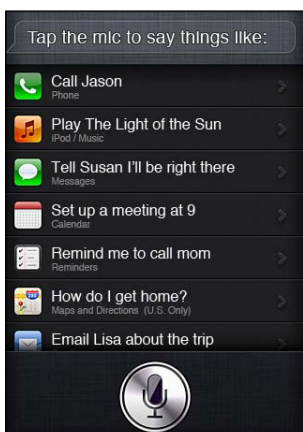 Tap the mic to say things like:
Call Jason
Phone
Play The Light of the Sun
iPod / Music
Tell Susan I'll be right there
Messages
Set up a meeting at 9
Calendar
Remind me to call mom
Reminders
How do I get home?
Maps and Directions (U.S. Only)
Email Lisa about the trip